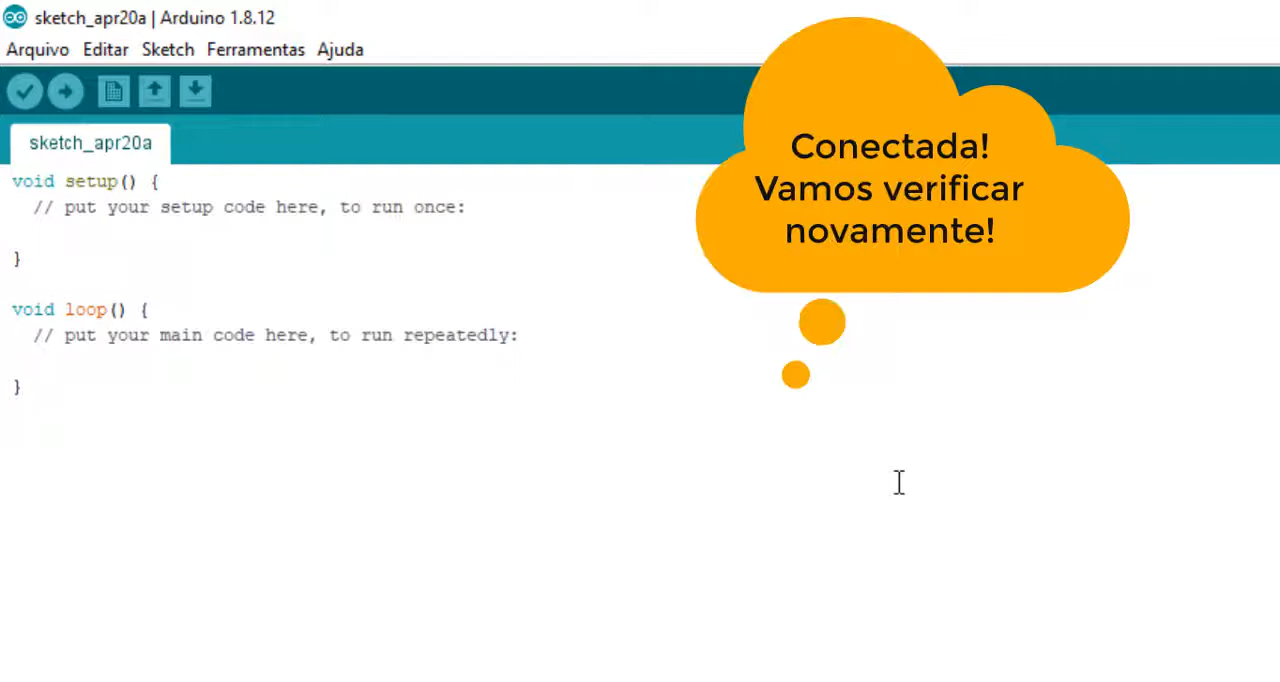 sketch_apr20a | Arduino 1.8.12
Arquivo Editar Sketch Ferramentas Ajuda
sketch_apr20a
void setup() {
  // put your setup code here, to run once:
}
void loop() {
  // put your main code here, to run repeatedly:
}
Conectada!
Vamos verificar
novamente!